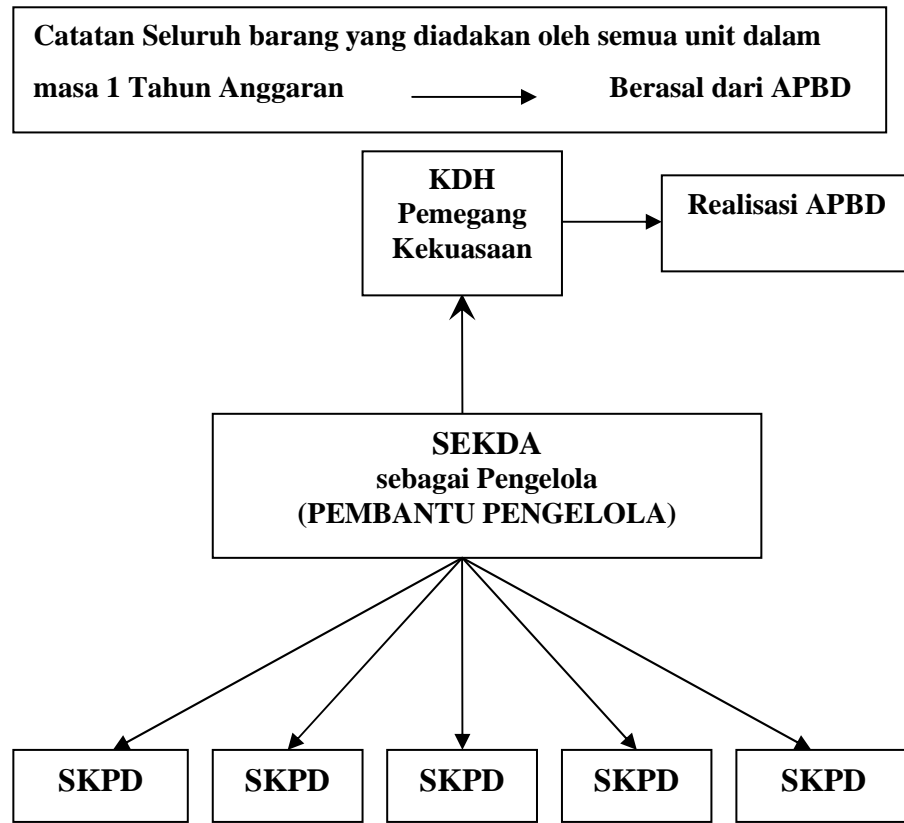 Catatan Seluruh barang yang diadakan oleh semua unit dalam
masa 1 Tahun Anggaran Berasal dari APBD
KDH
Pemegang
Kekuasaan
Realisasi APBD
SEKDA
sebagai Pengelola
(PEMBANTU PENGELOLA)
SKPD
SKPD
SKPD
SKPD
SKPD